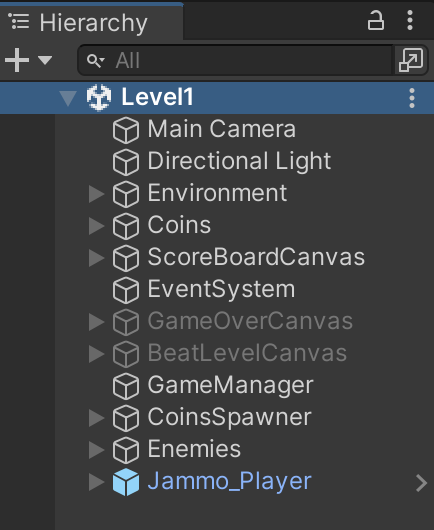 Hierarchy
All
Level1
Main Camera
Directional Light
Environment
Coins
ScoreBoardCanvas
EventSystem
GameOverCanvas
BeatLevelCanvas
GameManager
CoinsSpawner
Enemies
Jammo_Player